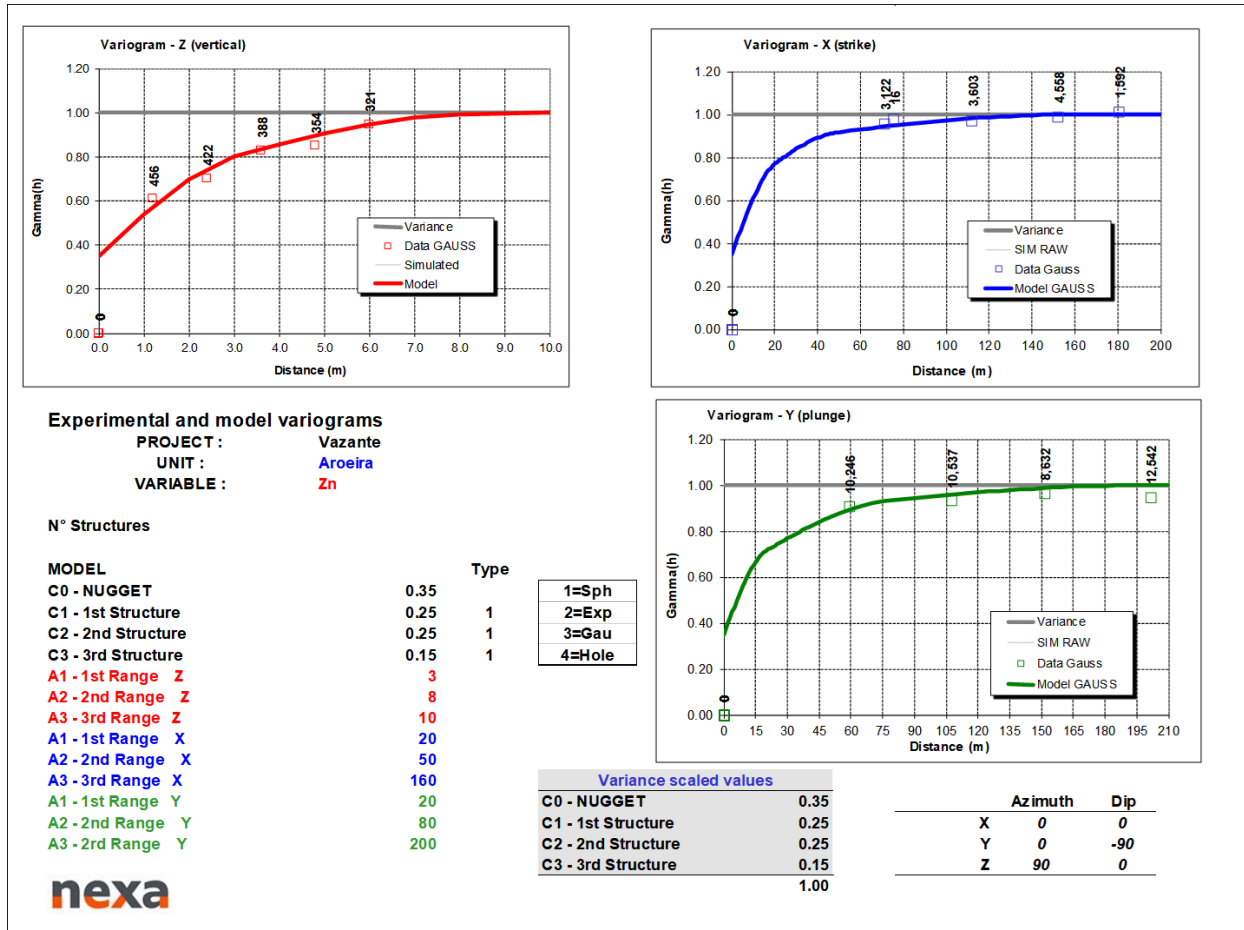 Variogram - Z (vertical)
1.20
1.00
0.80
0.60
0.40
0.20
0.00
Gamma(h)
0
456
422
388
354
321
Variance
Data GAUSS
Simulated
Model
0.0 1.0 2.0 3.0 4.0 5.0 6.0 7.0 8.0 9.0 10.0
Distance (m)
Variogram - X (strike)
1.20
1.00
0.80
0.60
0.40
0.20
0.00
Gamma(h)
0
3,122
16
3,603
4,558
1,592
Variance
SIM RAW
Data Gauss
Model GAUSS
0 20 40 60 80 100 120 140 160 180 200
Distance (m)
Experimental and model variograms
PROJECT : Vazante
UNIT : Aroeira
VARIABLE : Zn
N° Structures
MODEL Type
C0 - NUGGET 0.35
C1 - 1st Structure 0.25 1
C2 - 2nd Structure 0.25 1
C3 - 3rd Structure 0.15 1
1=Sph
2=Exp
3=Gau
4=Hole
A1 - 1st Range Z 3
A2 - 2nd Range Z 8
A3 - 3rd Range Z 10
A1 - 1st Range X 20
A2 - 2nd Range X 50
A3 - 3rd Range X 160
A1 - 1st Range Y 20
A2 - 2nd Range Y 80
A3 - 2rd Range Y 200
Variogram - Y (plunge)
1.20
1.00
0.80
0.60
0.40
0.20
0.00
Gamma(h)
0
10,246
10,537
8,632
12,542
Variance
SIM RAW
Data Gauss
Model GAUSS
0 15 30 45 60 75 90 105 120 135 150 165 180 195 210
Distance (m)
Variance scaled values
C0 - NUGGET 0.35
C1 - 1st Structure 0.25
C2 - 2nd Structure 0.25
C3 - 3rd Structure 0.15
1.00
Azimuth Dip
X 0 0
Y 0 -90
Z 90 0
nexa